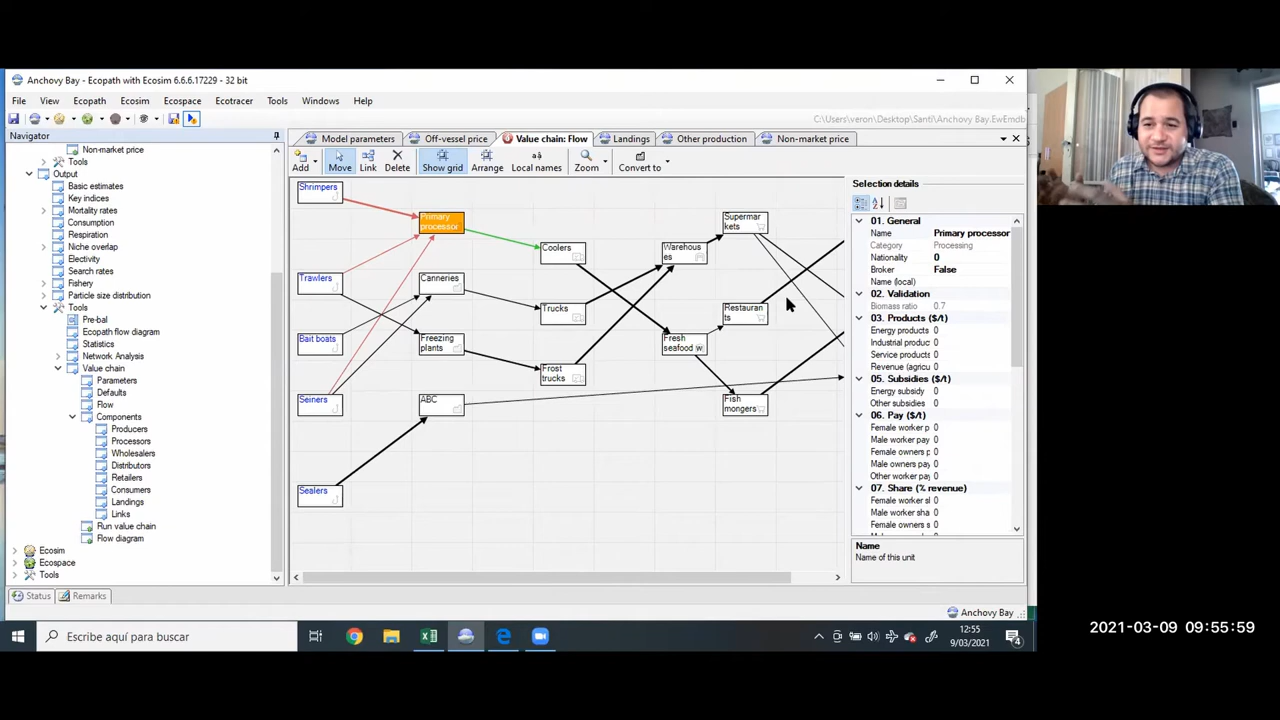 Anchovy Bay - Ecopath with Ecosim 6.6.6.17229 - 32 bit
File View Ecopath Ecosim Ecospace Ecotracer Tools Windows Help
C:\Users\veron\Desktop\Santi\Anchovy Bay.EwEmdb
Navigator
Non-market price
Tools
Output
Basic estimates
Key indices
Mortality rates
Consumption
Respiration
Niche overlap
Electivity
Search rates
Fishery
Particle size distribution
Tools
Pre-bal
Ecopath flow diagram
Statistics
Network Analysis
Value chain
Parameters
Defaults
Flow
Components
Producers
Processors
Wholesalers
Distributors
Retailers
Consumers
Landings
Links
Run value chain
Flow diagram
Ecosim
Ecospace
Tools
Model parameters Off-vessel price Value chain: Flow Landings Other production Non-market price
Add Move Link Delete Show grid Arrange Local names Zoom Convert to
Shrimpers
Trawlers
Bait boats
Seiners
Sealers
Primary
processor
Canneries
Freezing
plants
ABC
Coolers
Trucks
Frost
trucks
Warehous
es
Fresh
seafood w
Supermar
kets
Restauran
ts
Fish
mongers
Selection details
01. General
Name Primary processor
Category Processing
Nationality 0
Broker False
Name (local)
02. Validation
Biomass ratio 0.7
03. Products ($/t)
Energy products
Industrial produc
Service products
Revenue (agricu
05. Subsidies ($/t)
Energy subsidy 0
Other subsidies 0
06. Pay ($/t)
Female worker p 0
Male worker pay 0
Female owners p 0
Male owners pay 0
Other worker pay 0
07. Share (% revenue)
Female worker sl 0
Male worker sha 0
Female owners s 0
Name
Name of this unit
Status Remarks
Anchovy Bay
Escribe aquí para buscar
12:55
9/03/2021
4
2021-03-09 09:55:59